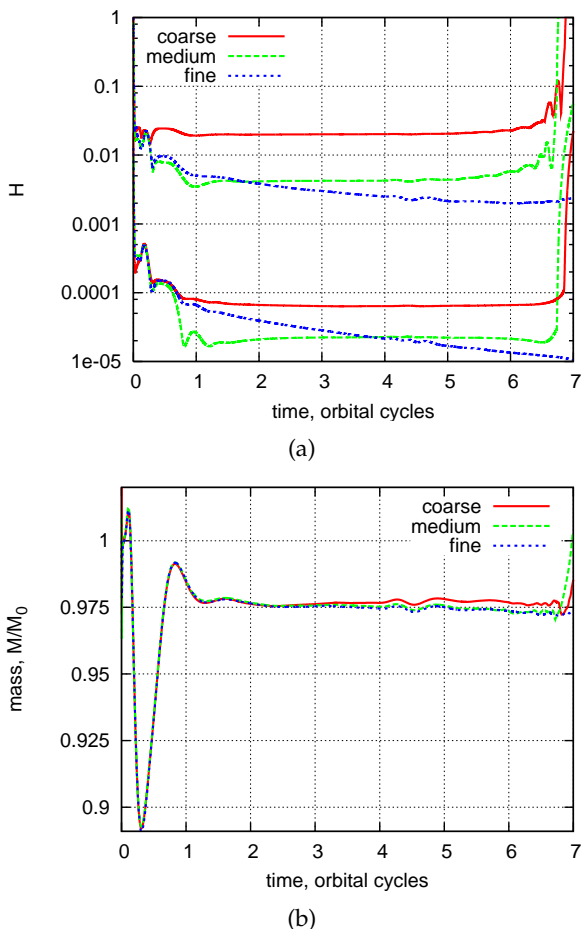 1
0.1
0.01
0.001
0.0001
1e-05
H
coarse
medium
fine
0 1 2 3 4 5 6 7
time, orbital cycles
(a)
1
0.975
0.95
0.925
0.9
mass, M/M0
coarse
medium
fine
0 1 2 3 4 5 6 7
time, orbital cycles
(b)